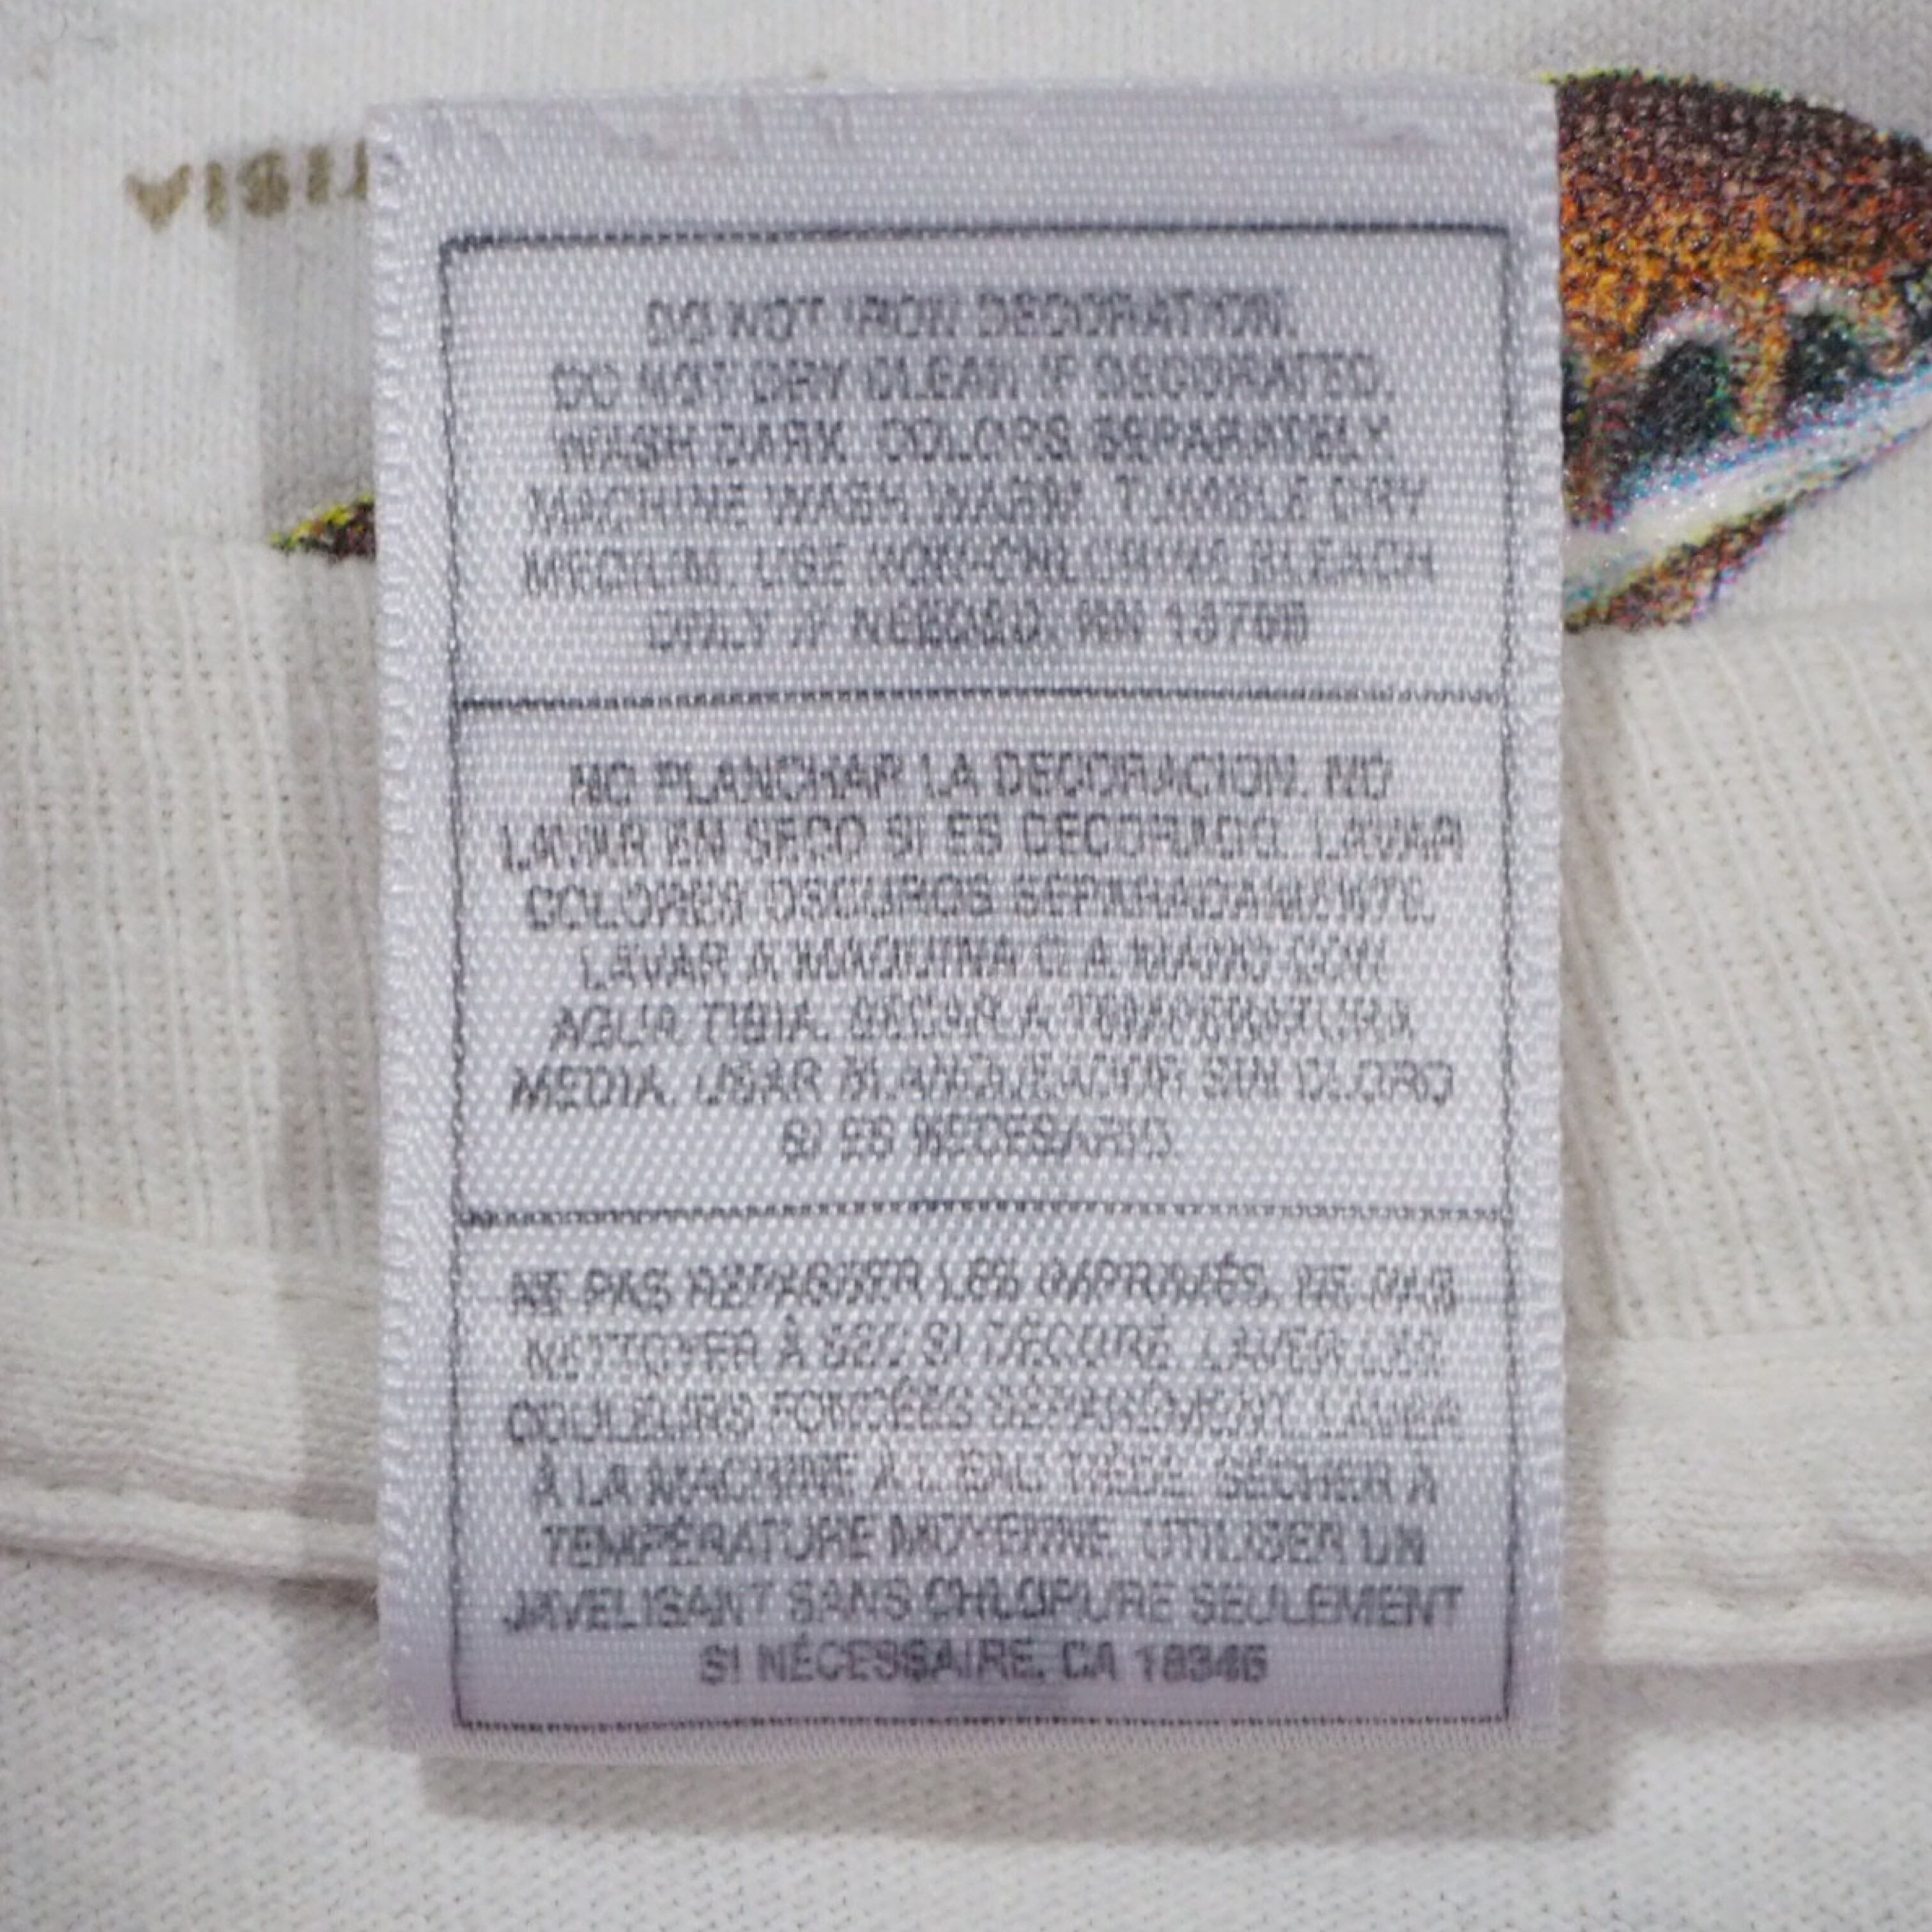 DO NOT IRON DECORATION.
DO NOT DRY CLEAN IF DECORATED.
WASH DARK COLORS SEPARATELY
MACHINE WASH WARM. TUMBLE DRY
MEDIUM. USE NON-CHLORINE BLEACH
ONLY IF NEEDED. RN 13765
NO PLANCHAR LA DECORACION. NO
LAVAR EN SECO SI ES DECORADO. LAVAR
COLORES OSCUROS SEPARADAMENTE.
LAVAR A MAQUINA O A MANO CON
AGUA TIBIA. SECAR A TEMPERATURA
MEDIA. USAR BLANQUEADOR SIN CLORO
SI ES NECESARIO
NE PAS REPASSER LES IMPRIMÉS. NE PAS
NETTOYER À SEC SI DÉCORÉ. LAVER LES
COULEURS FONCÉES SÉPARÉMENT. LAVER
À LA MACHINE À L'EAU TIÈDE. SÉCHER À
TEMPÉRATURE MOYENNE. UTILISER UN
JAVELISANT SANS CHLORURE SEULEMENT
SI NÉCESSAIRE. CA 18346